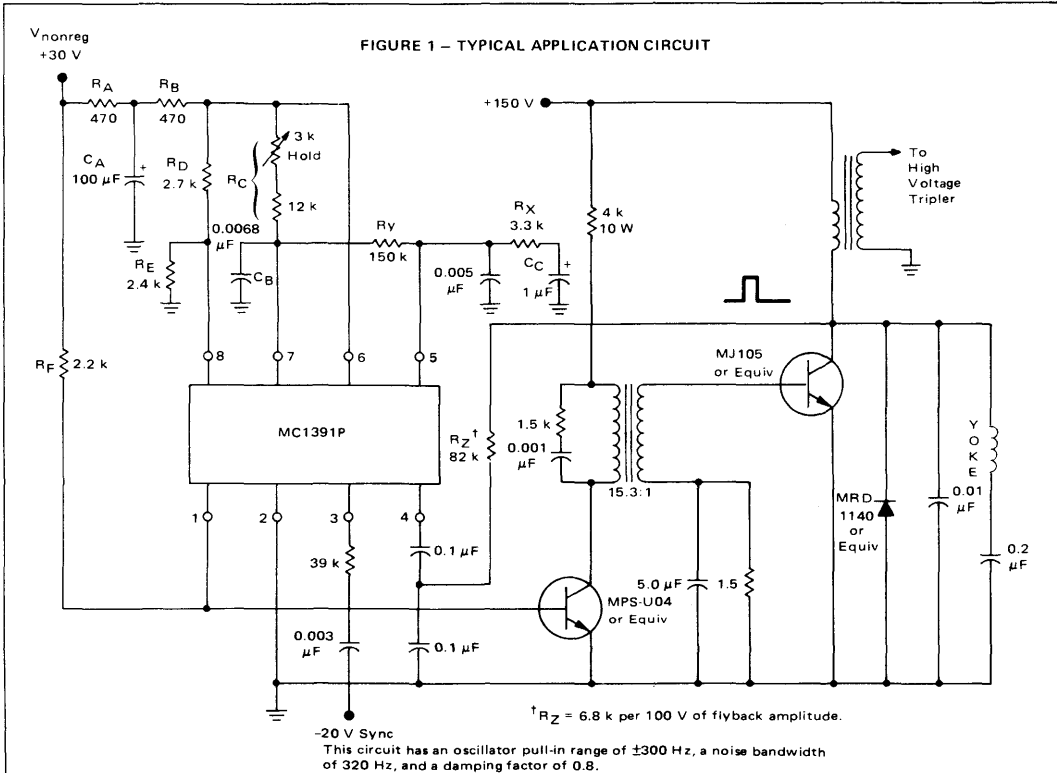 FIGURE 1 – TYPICAL APPLICATION CIRCUIT
Vnonreg
+30 V
RA
470
RB
470
CA
100 µF
+
RD
2.7 k
RC
3 k
Hold
12 k
0.0068
µF
CB
RE
2.4 k
RY
150 k
RX
3.3 k
0.005
µF
CC
1 µF
+
+150 V
4 k
10 W
To
High
Voltage
Tripler
RF
2.2 k
8
7
6
5
MC1391P
1
2
3
4
RZ†
82 k
1.5 k
0.001
µF
15.3:1
MJ105
or Equiv
YOKE
MRD
1140
or
Equiv
0.01
µF
0.2
µF
39 k
0.1 µF
0.003
µF
0.1 µF
MPS-U04
or Equiv
5.0 µF
1.5
–20 V Sync
†RZ = 6.8 k per 100 V of flyback amplitude.
This circuit has an oscillator pull-in range of ±300 Hz, a noise bandwidth
of 320 Hz, and a damping factor of 0.8.